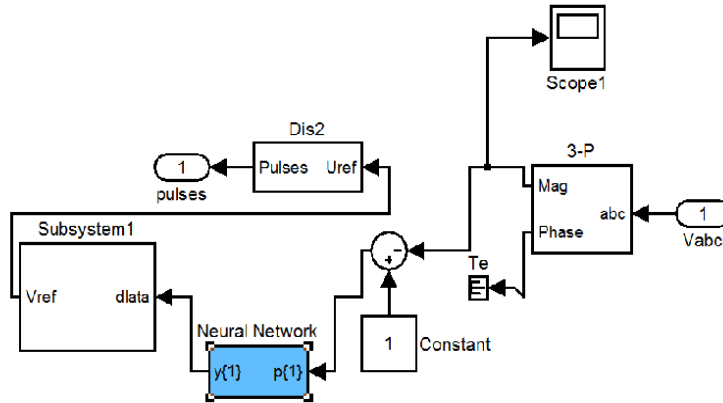 Scope1
Dis2
3-P
1
Pulses
Uref
Mag
pulses
abc
1
Subsystem1
Phase
Vabc
-
+
Te
Vref
dlata
Neural Network
1
Constant
y{1}
p{1}